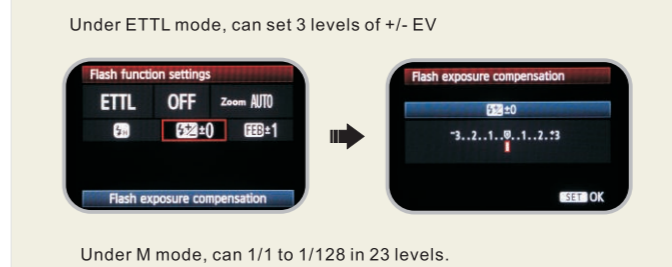 Under ETTL mode, can set 3 levels of +/- EV
Flash function settings
ETTL OFF Zoom AUTO
±0 FEB±1
Flash exposure compensation
Flash exposure compensation
±0
-3..2..1..0..1..2..+3
SET OK
Under M mode, can 1/1 to 1/128 in 23 levels.